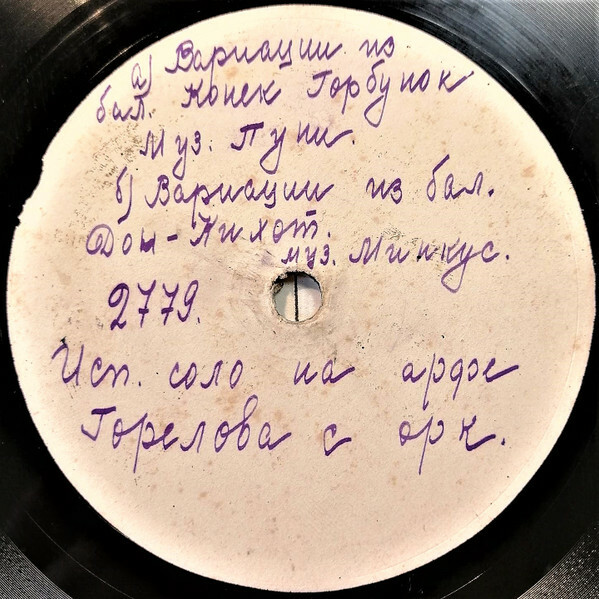 а) Вариации из
бал. Конек Горбунок
муз. Пуни.
б) Вариации из бал.
Дон-Кихот.
муз. Минкус.
2779.
Исп. соло на арфе
Горелова с орк.